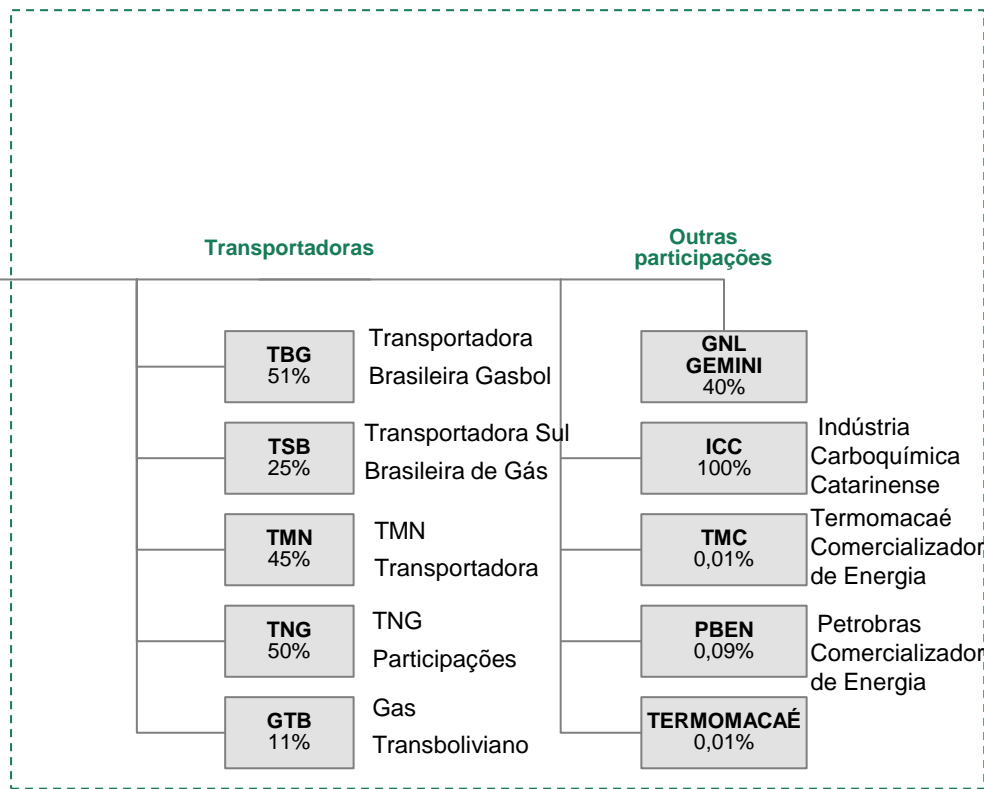 Transportadoras
TBG
51%
Transportadora
Brasileira Gasbol
TSB
25%
Transportadora Sul
Brasileira de Gás
TMN
45%
TMN
Transportadora
TNG
50%
TNG
Participações
GTB
11%
Gas
Transboliviano
Outras
participações
GNL
GEMINI
40%
ICC
100%
Indústria
Carboquímica
Catarinense
TMC
0,01%
Termomacaé
Comercializador
de Energia
PBEN
0,09%
Petrobras
Comercializador
de Energia
TERMOMACAÉ
0,01%